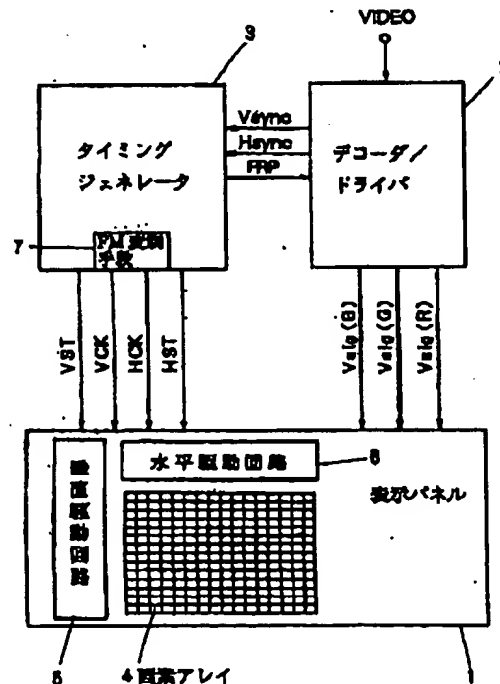 VIDEO
3
タイミング
ジェネレータ
Vsync
Hsync
FRP
デコーダ/
ドライバ
7
FM変調
手段
VST
VCK
HCK
HST
Vsig(B)
Vsig(G)
Vsig(R)
垂直駆動回路
水平駆動回路
6
表示パネル
5
4画素アレイ
1